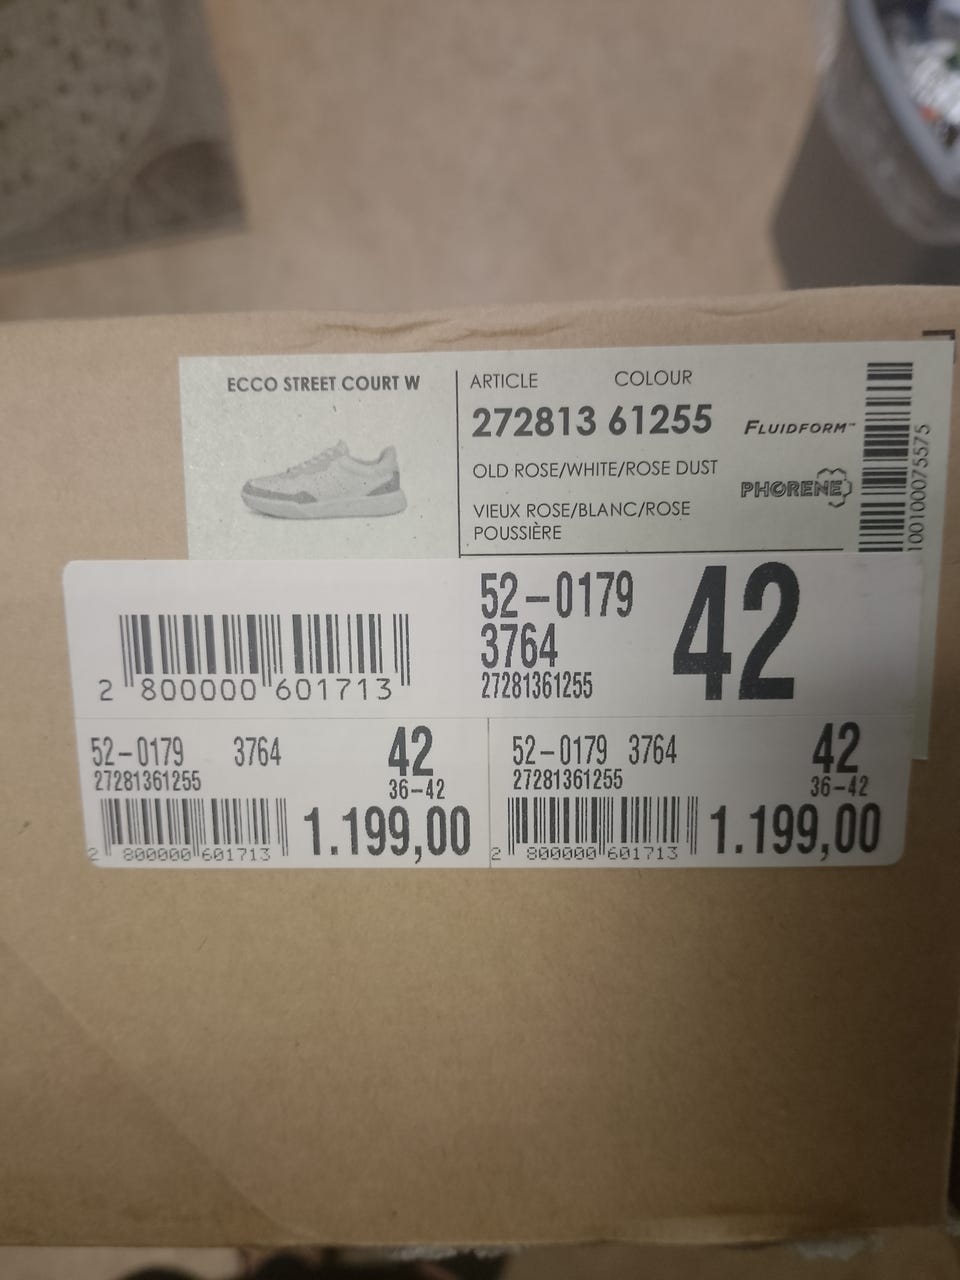 ECCO STREET COURT W
ARTICLE COLOUR
272813 61255
OLD ROSE/WHITE/ROSE DUST
VIEUX ROSE/BLANC/ROSE
POUSSIÈRE
FLUIDFORM™
PHORENE
100100075575
52-0179
3764
27281361255
42
2 800000 601713
52-0179 3764 42
27281361255 36-42
2 800000 601713 1.199,00
52-0179 3764 42
27281361255 36-42
2 800000 601713 1.199,00